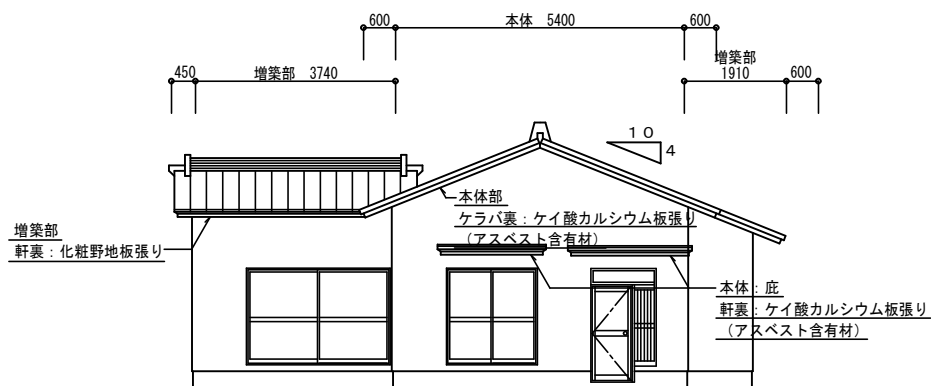 600
本体 5400
600
450
増築部 3740
増築部
1910
600
10
4
本体部
ケラバ裏：ケイ酸カルシウム板張り
（アスベスト含有材）
増築部
軒裏：化粧野地板張り
本体：庇
軒裏：ケイ酸カルシウム板張り
（アスベスト含有材）